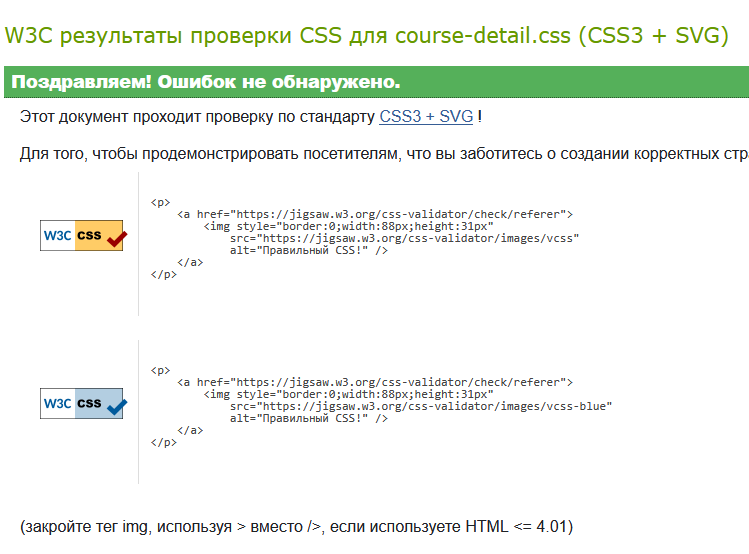 W3C результаты проверки CSS для course-detail.css (CSS3 + SVG)
Поздравляем! Ошибок не обнаружено.
Этот документ проходит проверку по стандарту CSS3 + SVG !
Для того, чтобы продемонстрировать посетителям, что вы заботитесь о создании корректных
<p>
<a href="https://jigsaw.w3.org/css-validator/check/referer">
<img style="border:0;width:88px;height:31px"
src="https://jigsaw.w3.org/css-validator/images/vcss"
alt="Правильный CSS!" />
</a>
</p>
W3C css
<p>
<a href="https://jigsaw.w3.org/css-validator/check/referer">
<img style="border:0;width:88px;height:31px"
src="https://jigsaw.w3.org/css-validator/images/vcss-blue"
alt="Правильный CSS!" />
</a>
</p>
W3C css
(закройте тег img, используя > вместо />, если используете HTML <= 4.01)